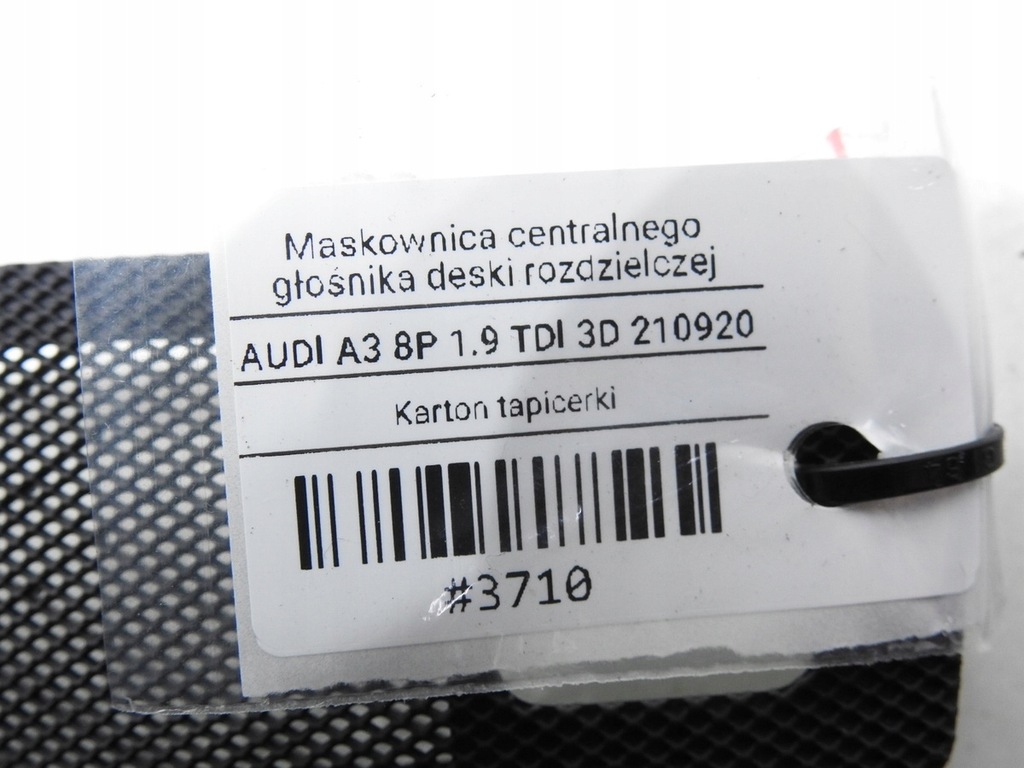 Maskownica centralnego
głośnika deski rozdzielczej
AUDI A3 8P 1.9 TDI 3D 210920
Karton tapicerki
#3710